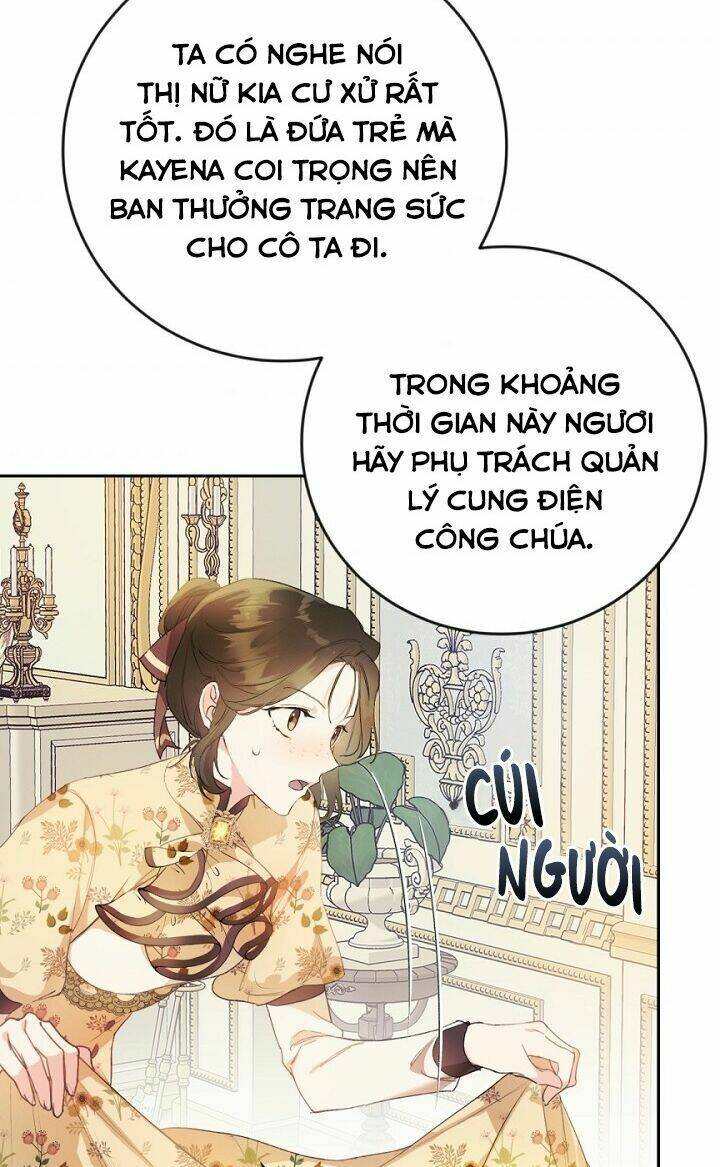 TA CÓ NGHE NÓI
THỊ NỮ KIA CƯ XỬ RẤT
TỐT. ĐÓ LÀ ĐỨA TRẺ MÀ
KAYENA COI TRỌNG NÊN
BAN THƯỞNG TRANG SỨC
CHO CÔ TA ĐI.
TRONG KHOẢNG
THỜI GIAN NÀY NGƯƠI
HÃY PHỤ TRÁCH QUẢN
LÝ CUNG ĐIỆN
CÔNG CHÚA.
CÚI
NGƯỜI